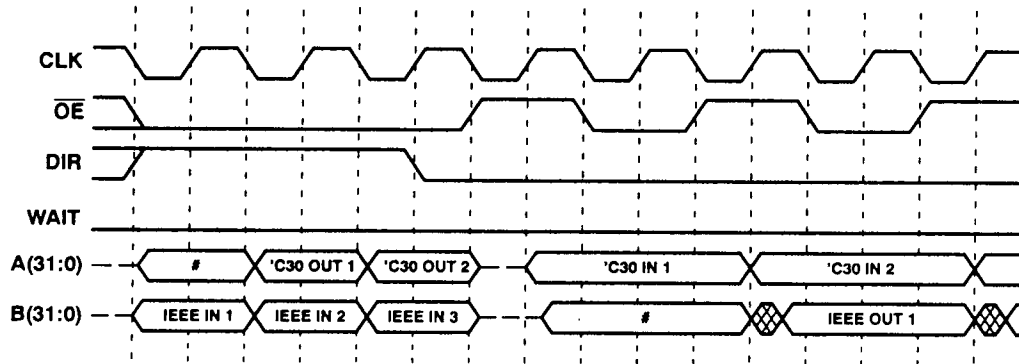 CLK
OE
DIR
WAIT
A(31:0) # 'C30 OUT 1 'C30 OUT 2 'C30 IN 1 'C30 IN 2
B(31:0) IEEE IN 1 IEEE IN 2 IEEE IN 3 # IEEE OUT 1